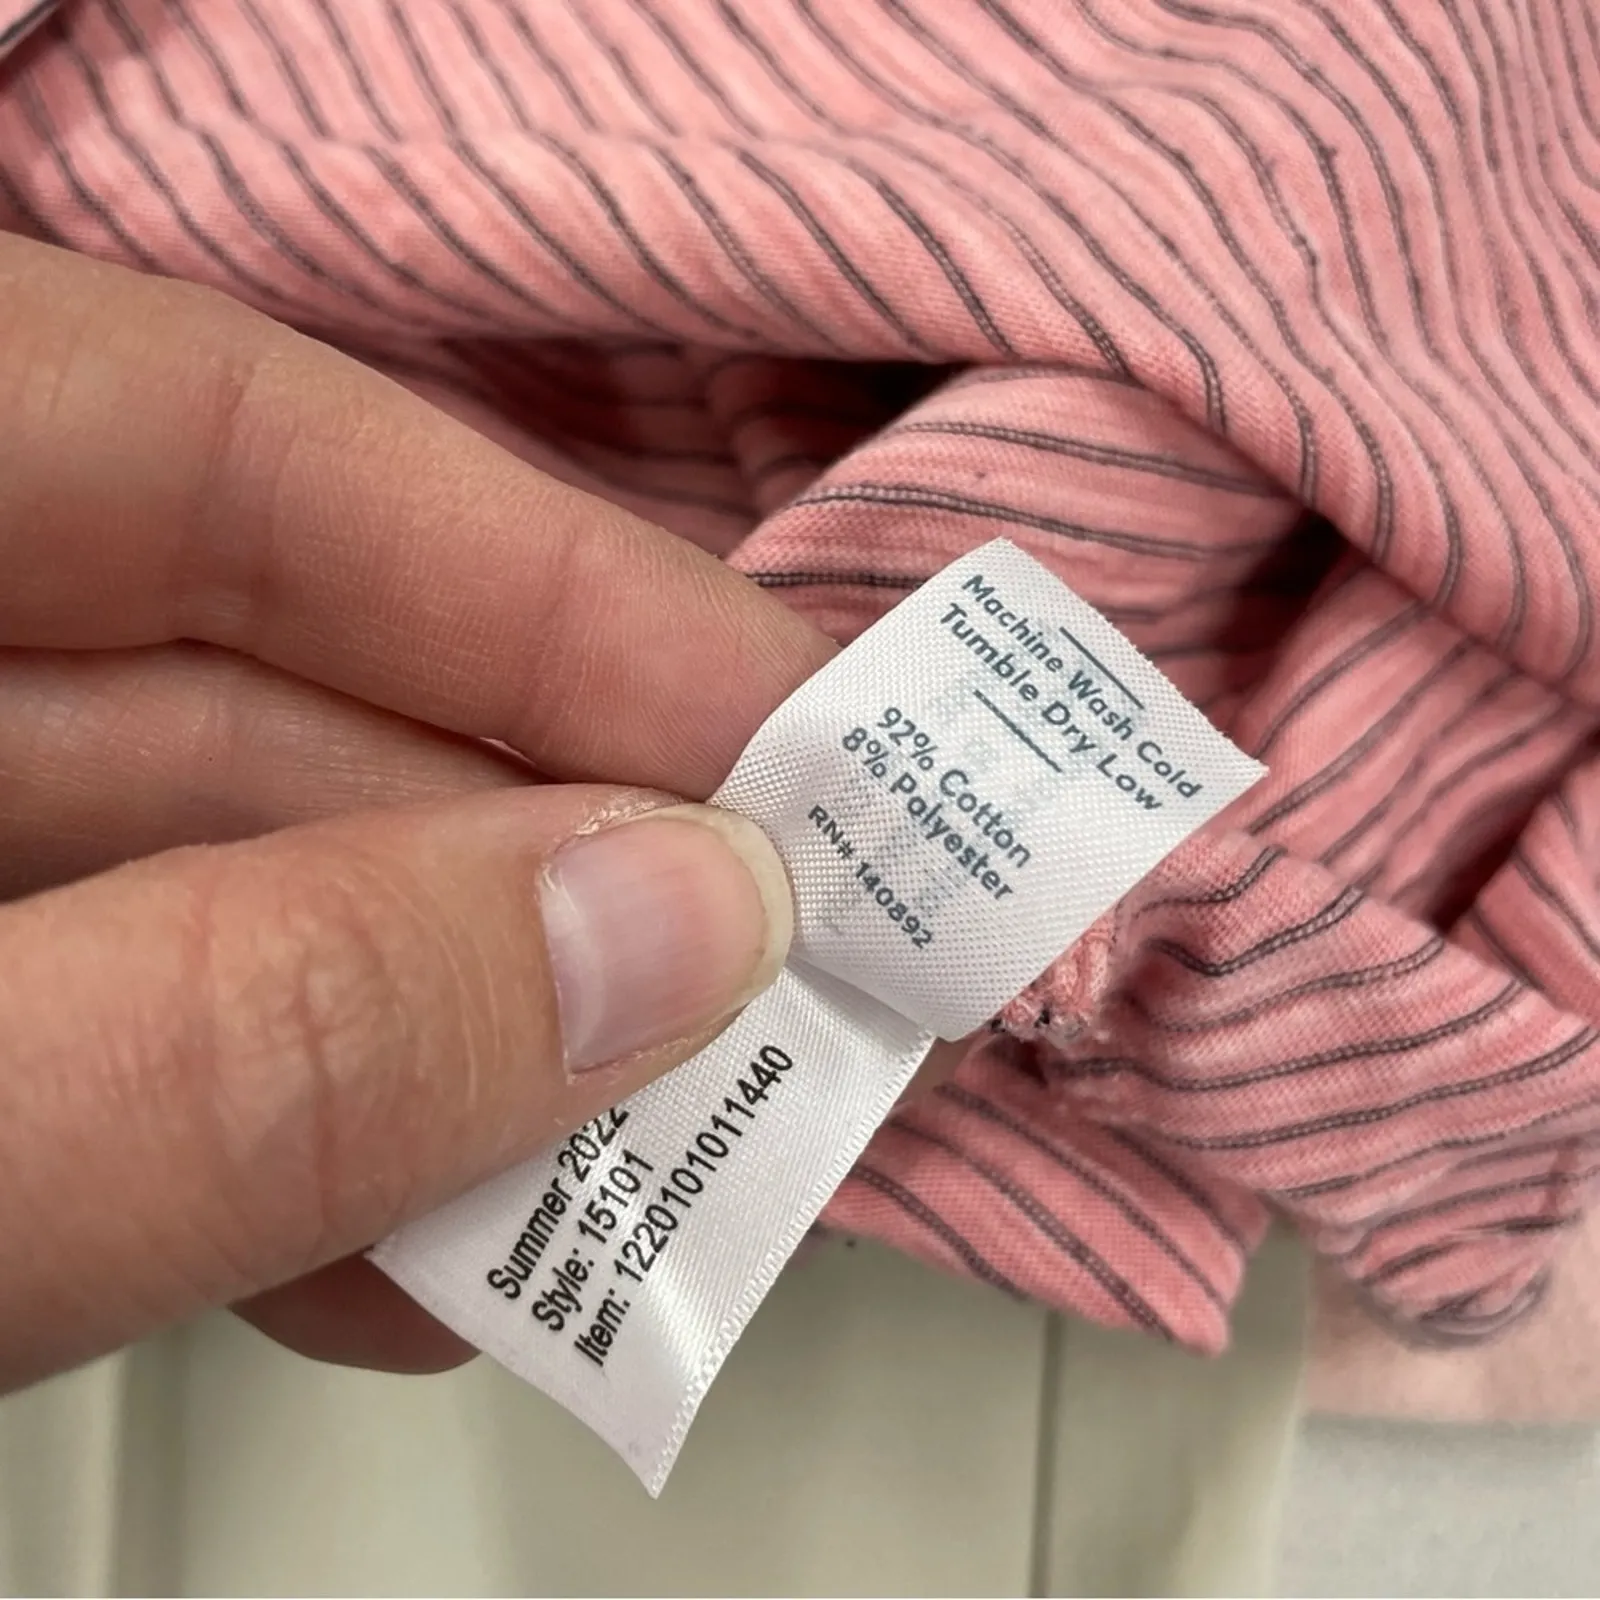 Machine Wash Cold
Tumble Dry Low
92% Cotton
8% Polyester
RN# 140892
Summer 2022
Style: 15101
Item: 1220101011440